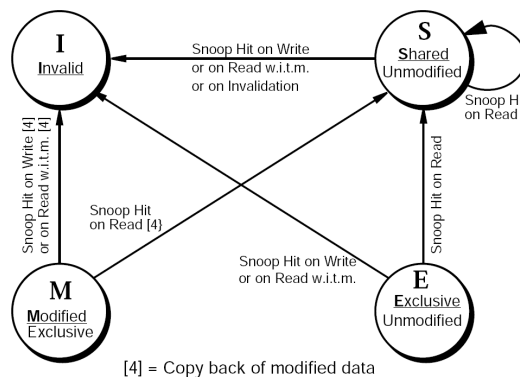 I
Invalid
S
Shared
Unmodified
Snoop Hit on Write
or on Read w.i.t.m.
or on Invalidation
Snoop H
on Read
Snoop Hit on Write [4]
or on Read w.i.t.m. [4]
Snoop Hit
on Read [4}
Snoop Hit on Read
Snoop Hit on Write
or on Read w.i.t.m.
M
Modified
Exclusive
E
Exclusive
Unmodified
[4] = Copy back of modified data